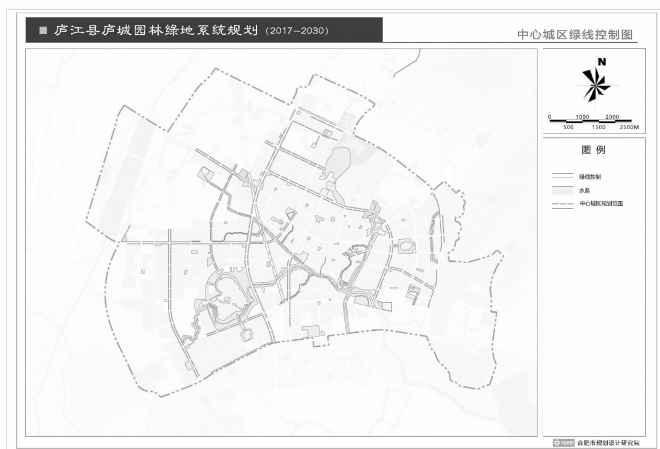 庐江县庐城园林绿地系统规划 (2017-2030)
中心城区绿线控制图
N
0 1000 2000
500 1500 2500M
图 例
绿线控制
水系
中心城区规划范围
HUPDI 合肥市规划设计研究院